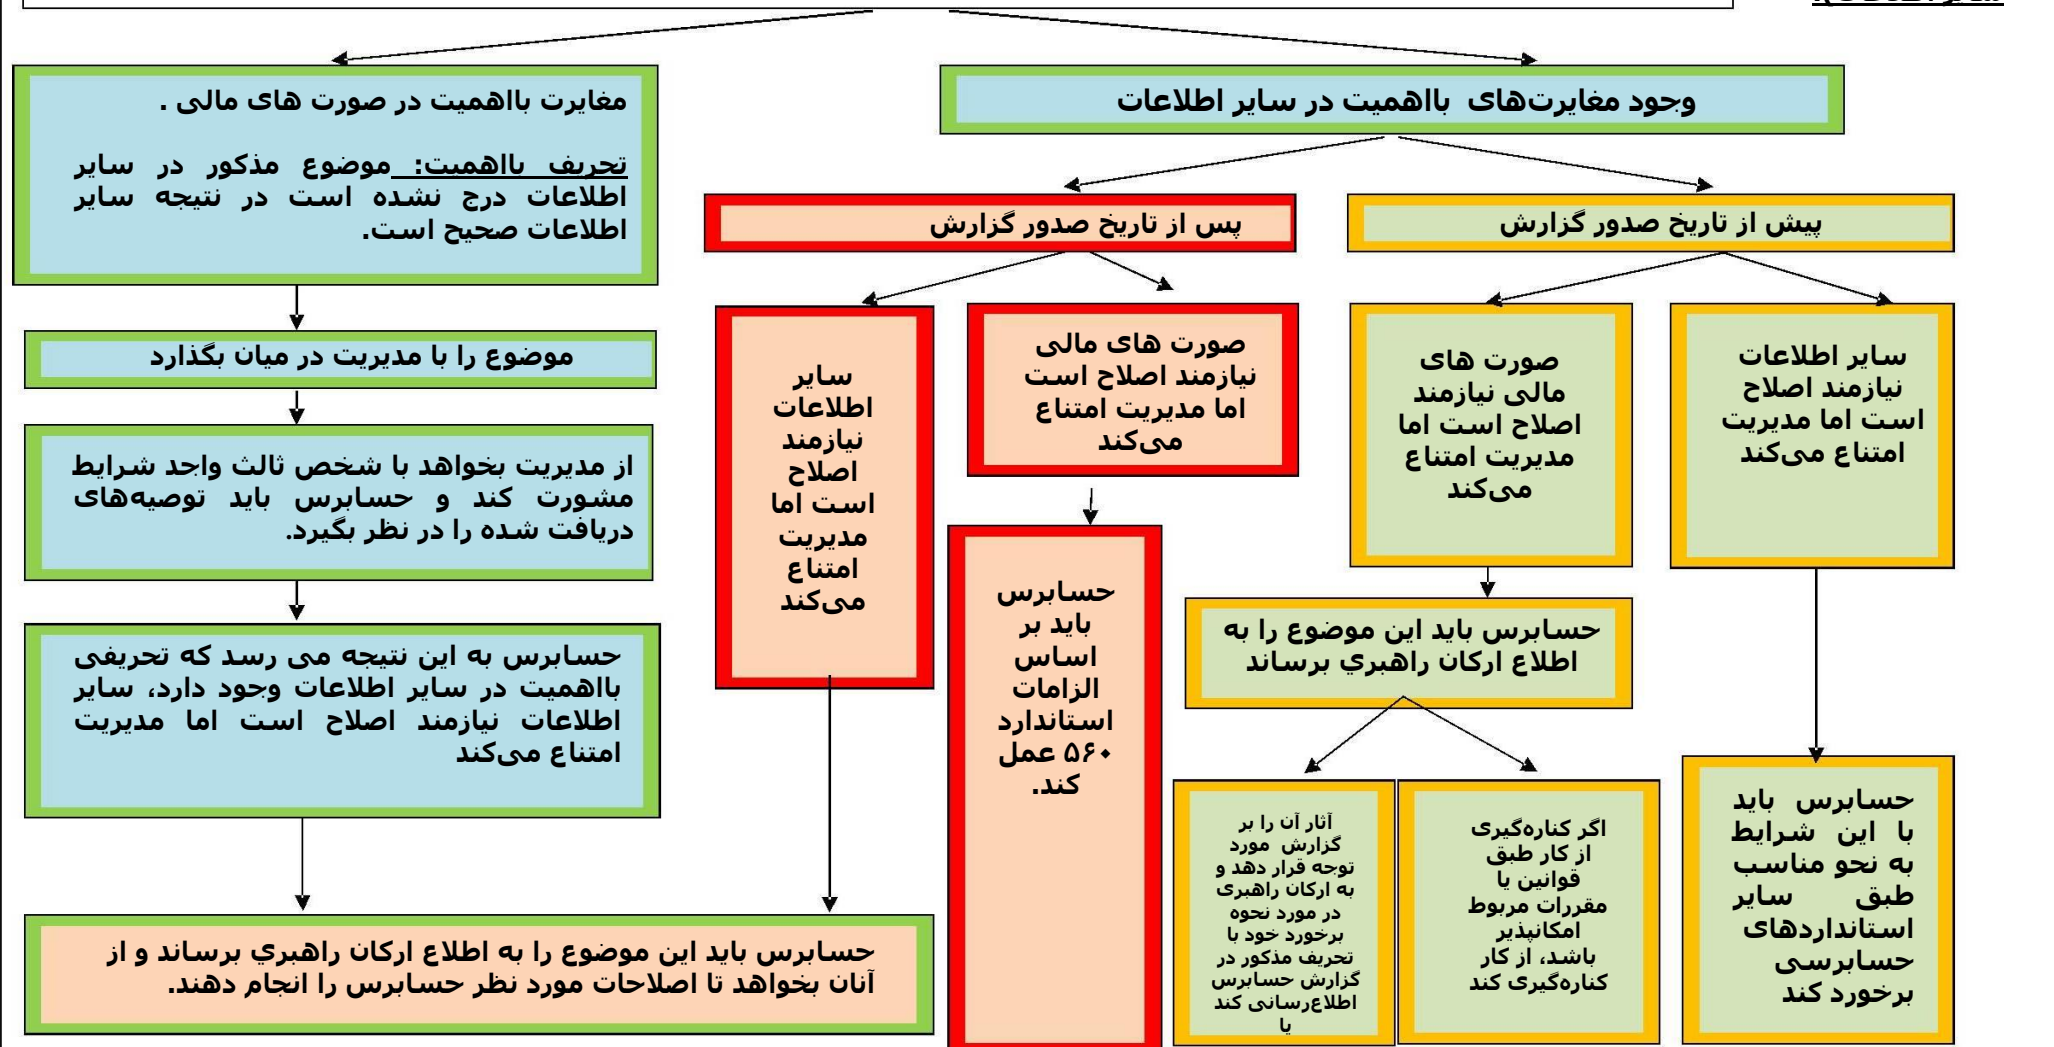 وجود مغایرت‌های بااهمیت در سایر اطلاعات
پیش از تاریخ صدور گزارش
سایر اطلاعات
نیازمند اصلاح
است اما مدیریت
امتناع می‌کند
حسابرس باید
با این شرایط
به نحو مناسب
طبق سایر
استانداردهای
حسابرسی
برخورد کند
صورت های
مالی نیازمند
اصلاح است اما
مدیریت امتناع
می‌کند
حسابرس باید این موضوع را به
اطلاع ارکان راهبري برساند
اگر کناره‌گیری
از کار طبق
قوانین یا
مقررات مربوط
امکانپذیر
باشد، از کار
کناره‌گیری کند
آثار آن را بر
گزارش مورد
توجه قرار دهد و
به ارکان راهبری
در مورد نحوه
برخورد خود با
تحریف مذکور در
گزارش حسابرس
اطلاع‌رسانی کند
یا
پس از تاریخ صدور گزارش
صورت های مالی
نیازمند اصلاح است
اما مدیریت امتناع
می‌کند
حسابرس
باید بر
اساس
الزامات
استاندارد
۵۶۰ عمل
کند.
سایر
اطلاعات
نیازمند
اصلاح
است اما
مدیریت
امتناع
می‌کند
مغایرت بااهمیت در صورت های مالی .
تحریف بااهمیت: موضوع مذکور در سایر
اطلاعات درج نشده است در نتیجه سایر
اطلاعات صحیح است.
موضوع را با مدیریت در میان بگذارد
از مدیریت بخواهد با شخص ثالث واجد شرایط
مشورت کند و حسابرس باید توصیه‌های
دریافت شده را در نظر بگیرد.
حسابرس به این نتیجه می رسد که تحریفی
بااهمیت در سایر اطلاعات وجود دارد، سایر
اطلاعات نیازمند اصلاح است اما مدیریت
امتناع می‌کند
حسابرس باید این موضوع را به اطلاع ارکان راهبري برساند و از
آنان بخواهد تا اصلاحات مورد نظر حسابرس را انجام دهند.